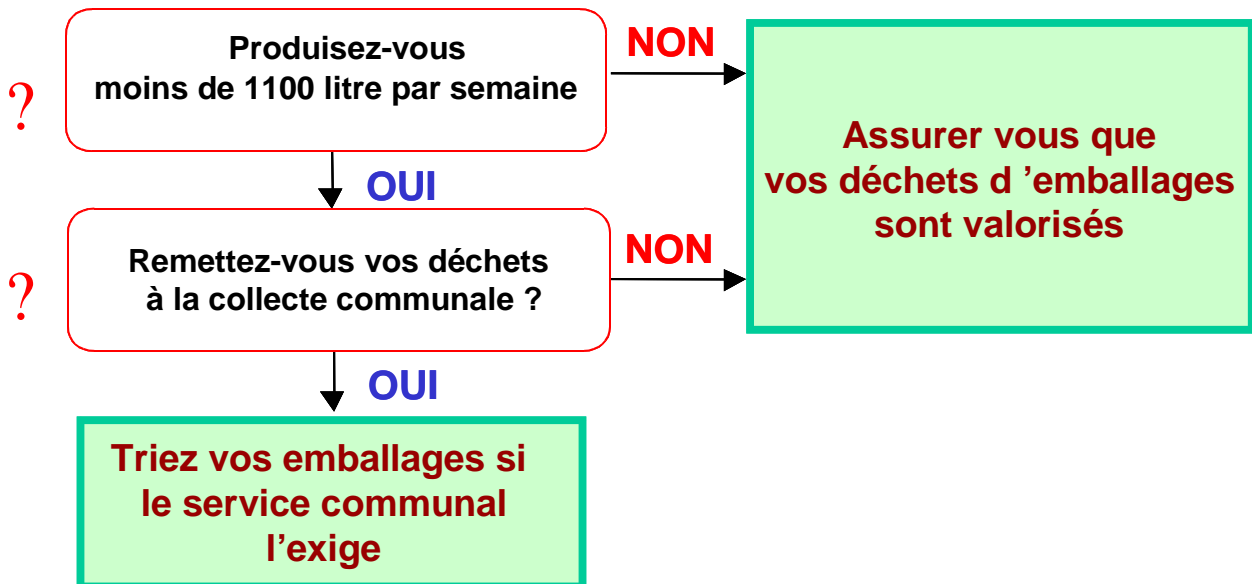 Produisez-vous
moins de 1100 litre par semaine
?
NON
Assurer vous que
vos déchets d ’emballages
sont valorisés
OUI
Remettez-vous vos déchets
à la collecte communale ?
?
NON
OUI
Triez vos emballages si
le service communal
l’exige